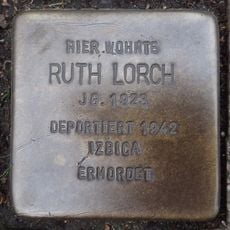 HIER WOHNTE
RUTH LORCH
JG. 1923
DEPORTIERT 1942
IZBICA
ERMORDET